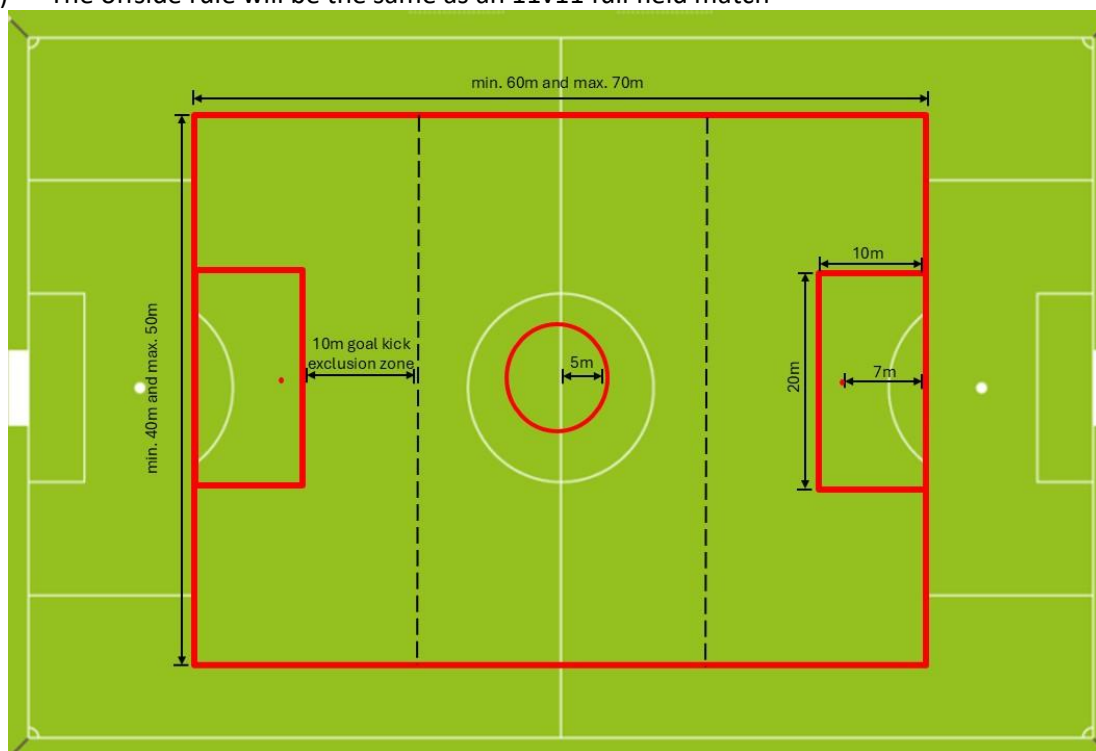 ) The offside rule will be the same as an 11v11 full field match
min. 60m and max. 70m
min. 40m and max. 50m
10m goal kick
exclusion zone
5m
10m
20m
7m